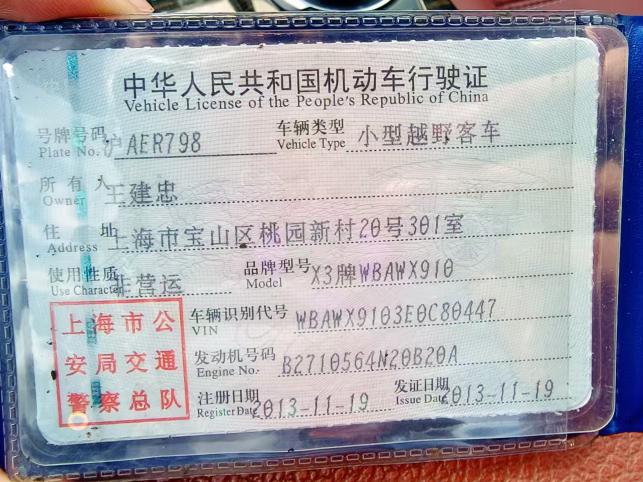 中华人民共和国机动车行驶证
Vehicle License of the People's Republic of China
号牌号码 沪AER798 车辆类型 小型越野客车
Plate No. Vehicle Type
所有人 王建忠
Owner
住址 上海市宝山区桃园新村20号301室
Address
使用性质 非营运 品牌型号 X3牌WBAWX910
Use Character Model
上海市公安局交通警察总队
车辆识别代号 WBAWX9103E0C80447
VIN
发动机号码 B2710564N20B20A
Engine No.
注册日期 2013-11-19 发证日期 2013-11-19
Register Date Issue Date